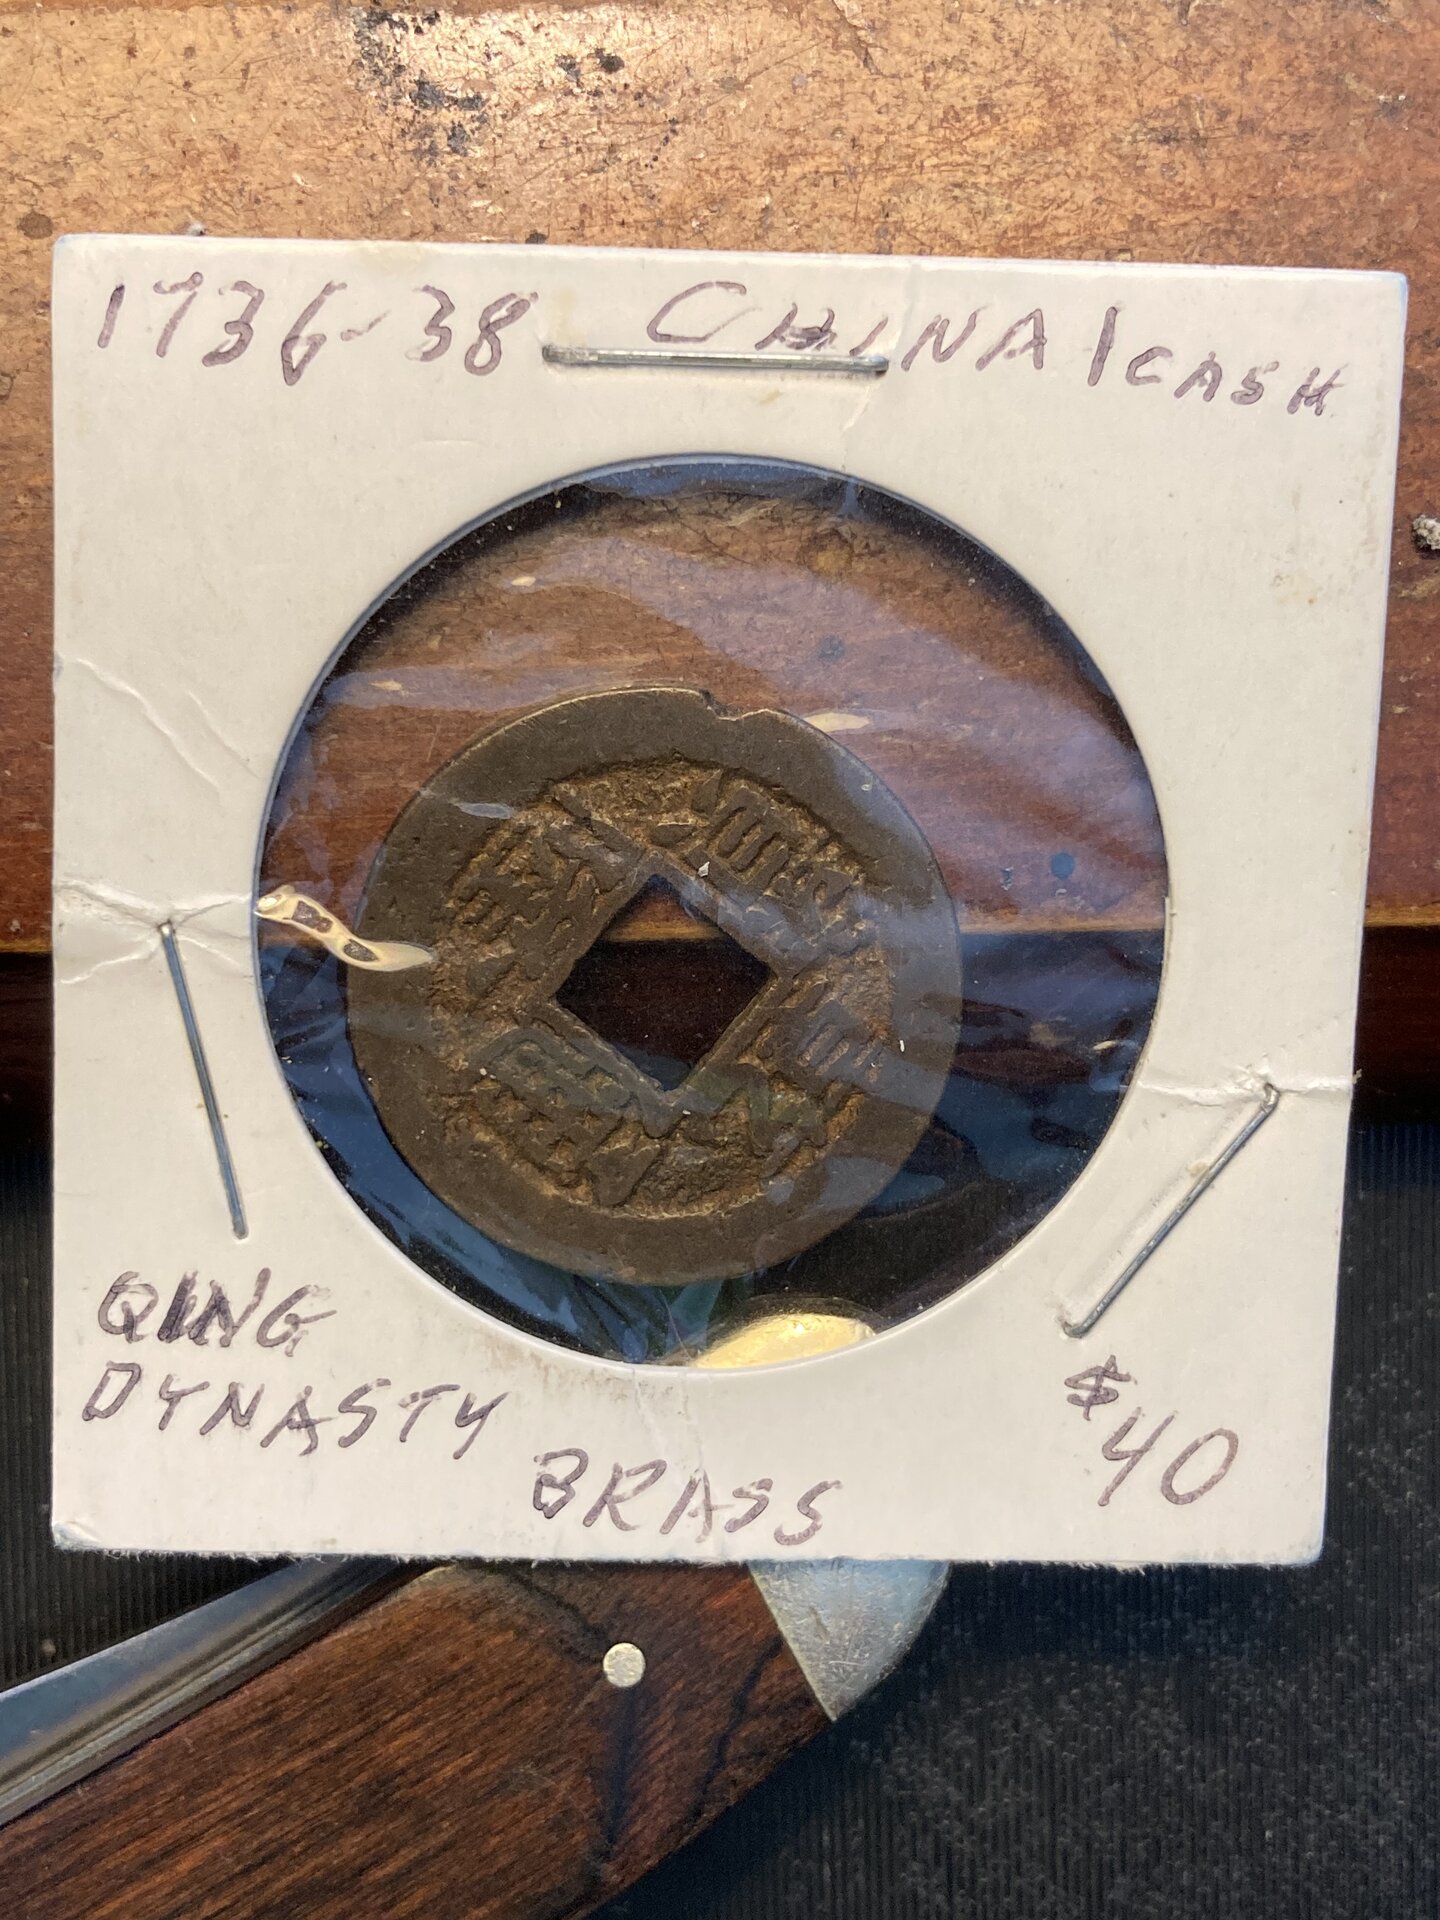 1736-38 CHINA 1 CASH
QING
DYNASTY
BRASS
$40